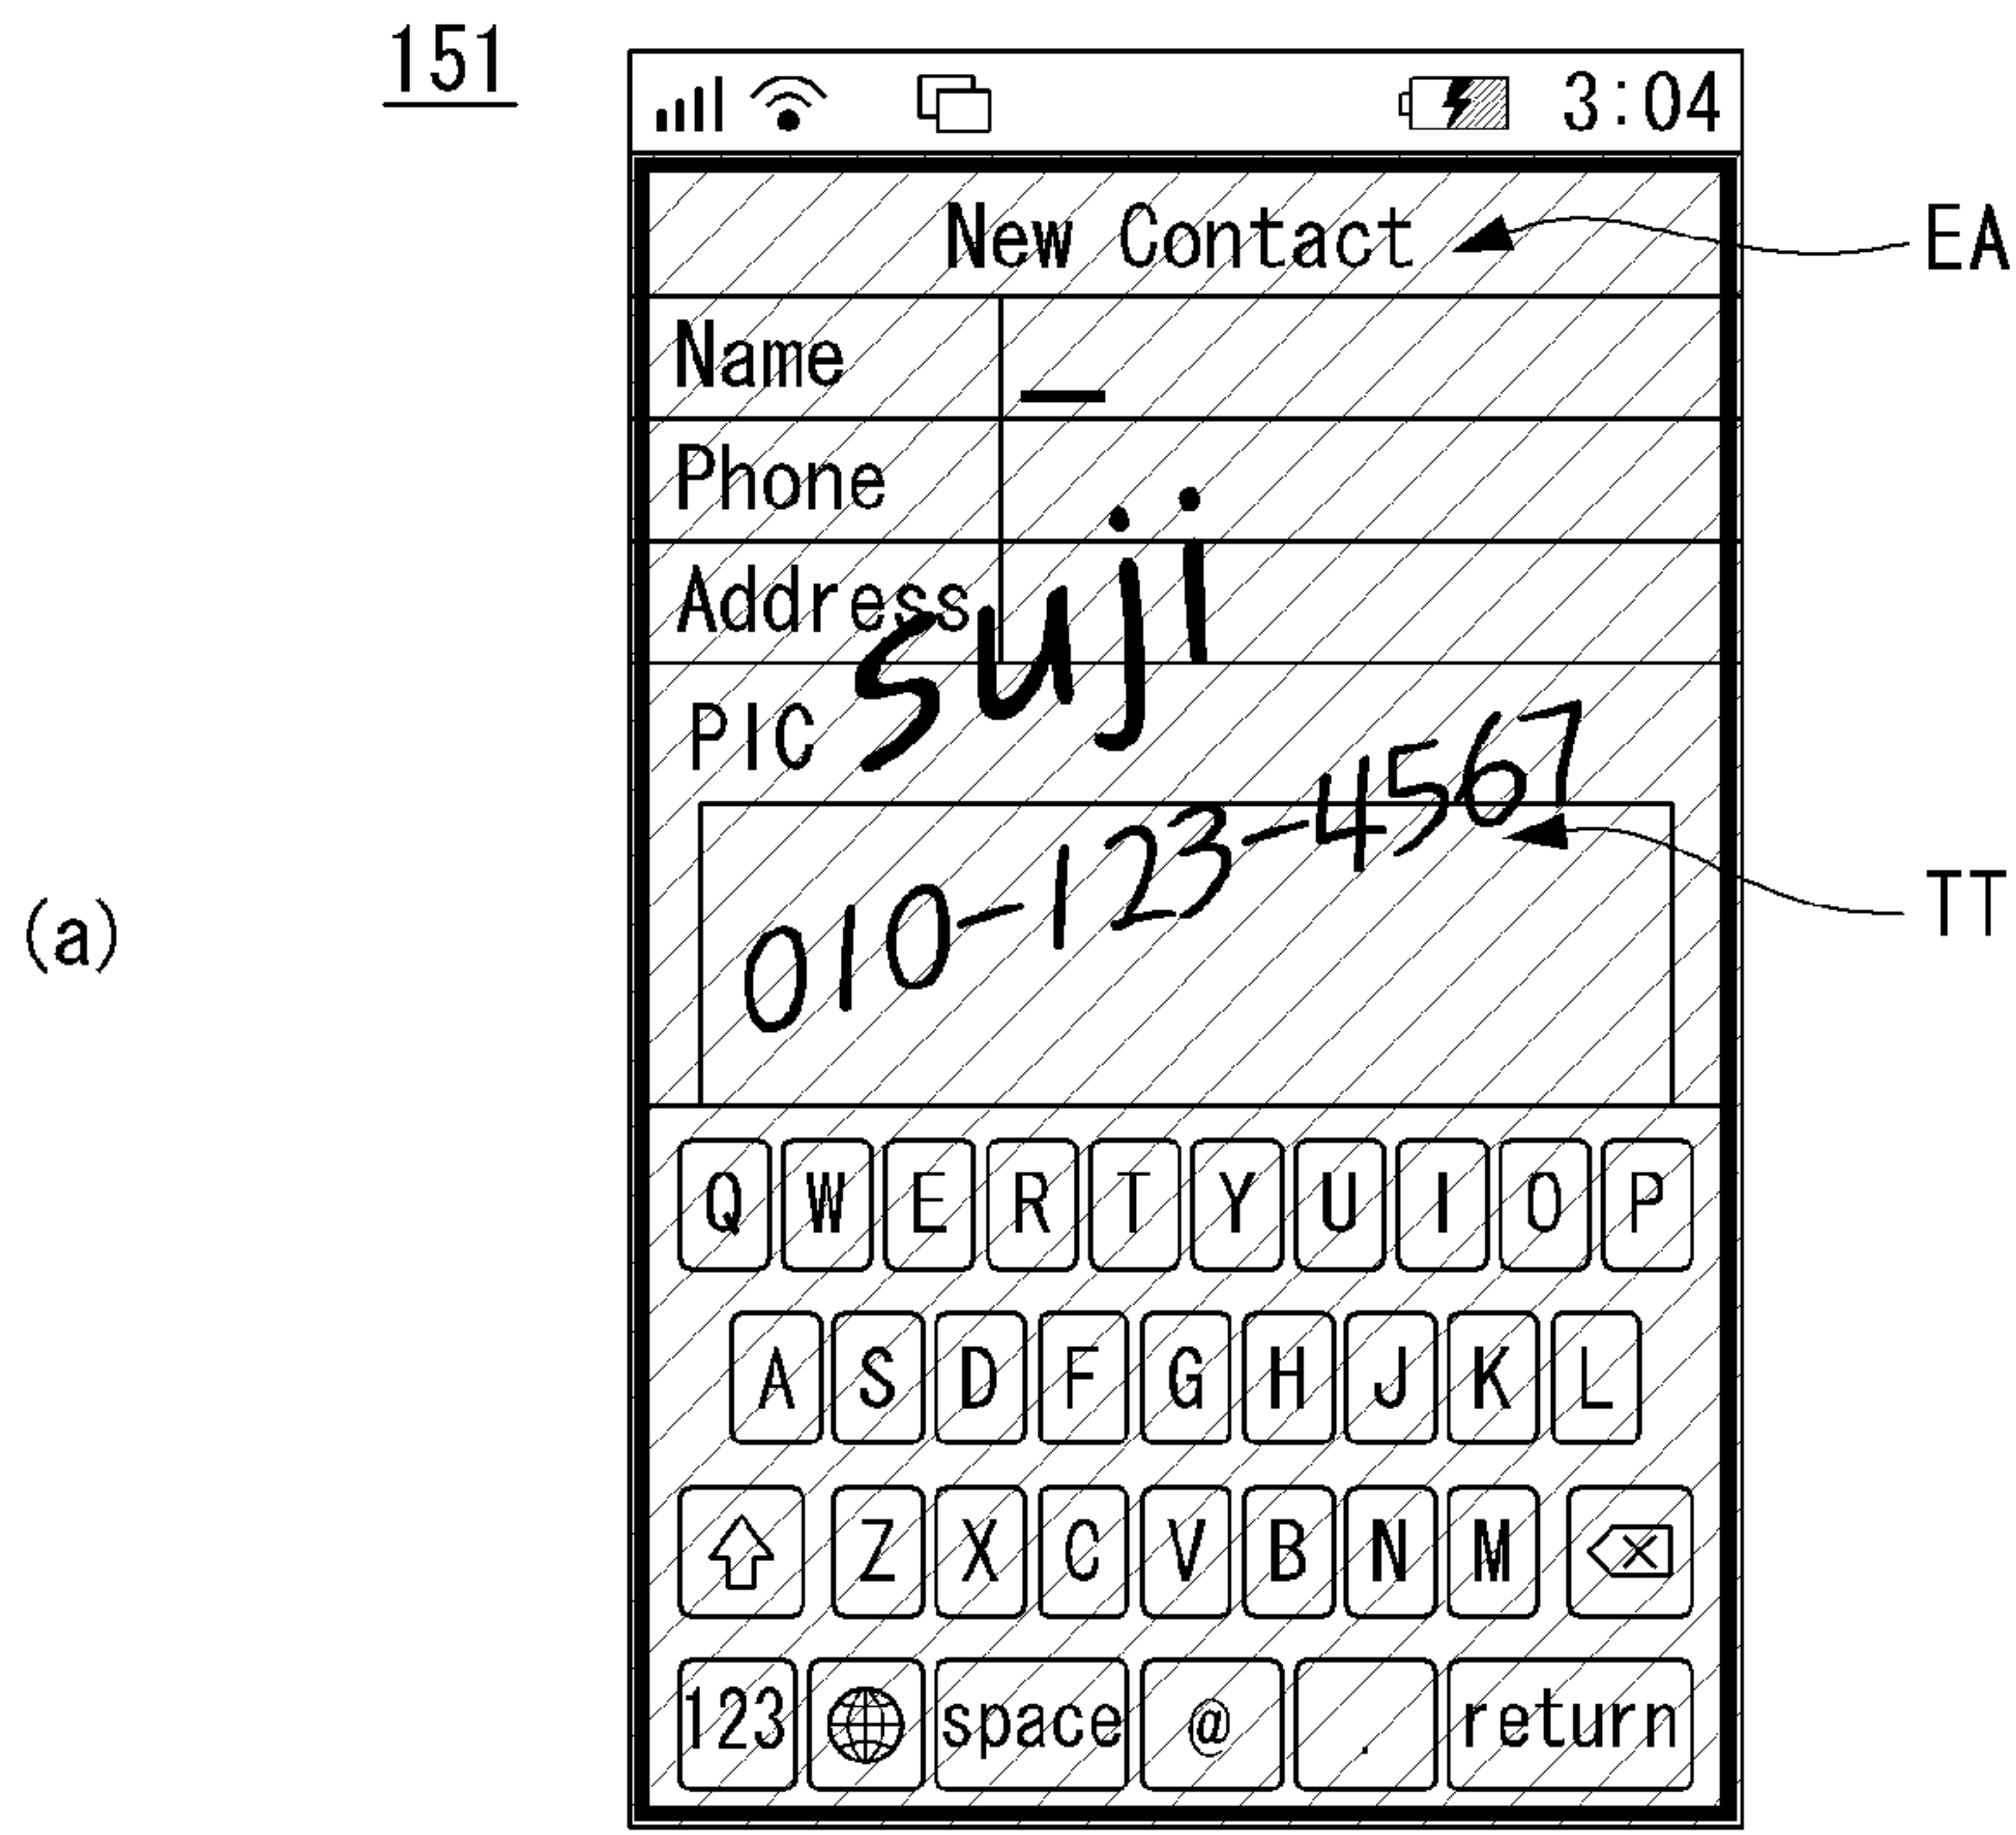 151
3:04
New Contact
EA
Name
Phone
Address
suji
PIC
010-123-4567
TT
(a)
Q W E R T Y U I O P
A S D F G H J K L
Z X C V B N M
123 space @ . return